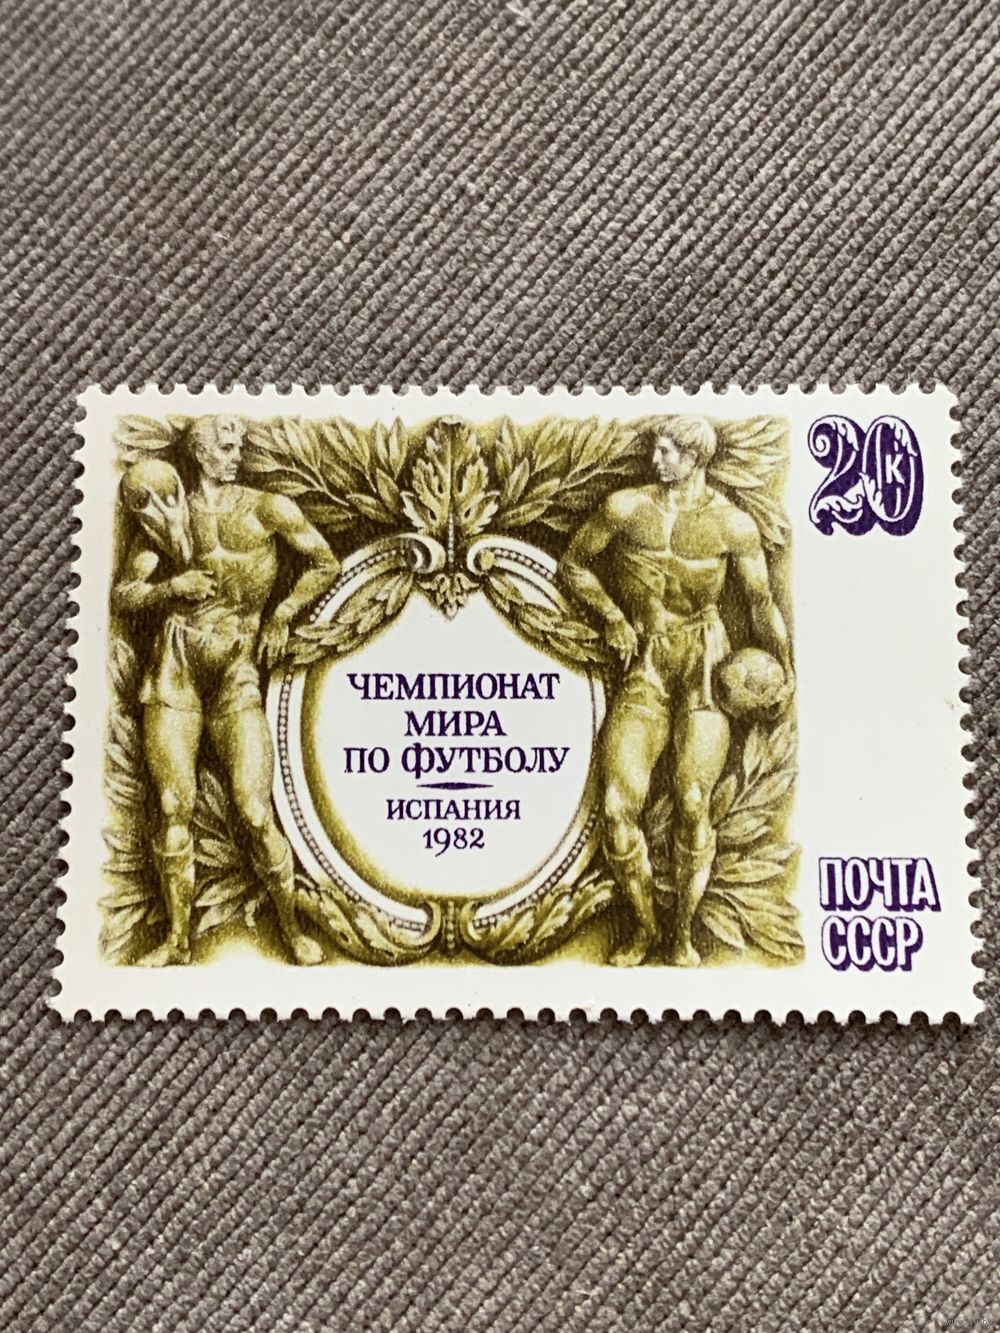 20 К
ЧЕМПИОНАТ
МИРА
ПО ФУТБОЛУ
ИСПАНИЯ
1982
ПОЧТА
СССР